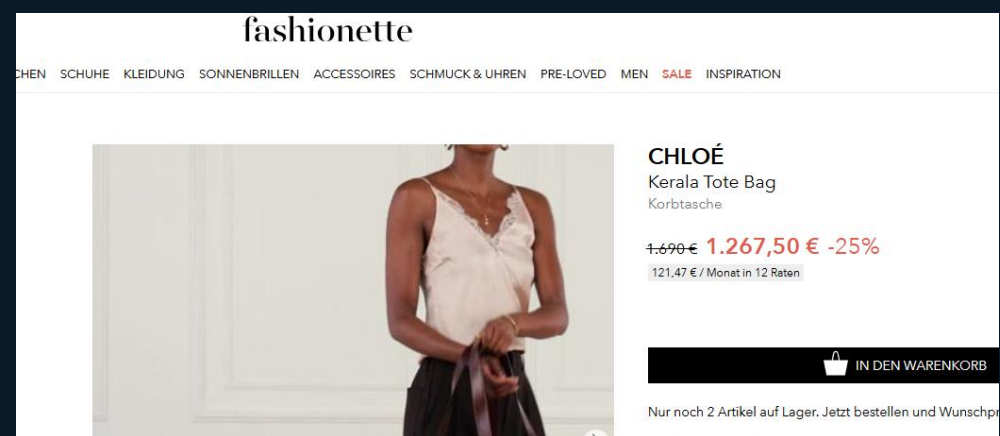 fashionette
SCHUHE KLEIDUNG SONNENBRILLEN ACCESSOIRES SCHMUCK & UHREN PRE-LOVED MEN SALE INSPIRATION
CHLOÉ
Kerala Tote Bag
Korbtasche
1.690 € 1.267,50 € -25%
121,47 € / Monat in 12 Raten
IN DEN WARENKORB
Nur noch 2 Artikel auf Lager. Jetzt bestellen und